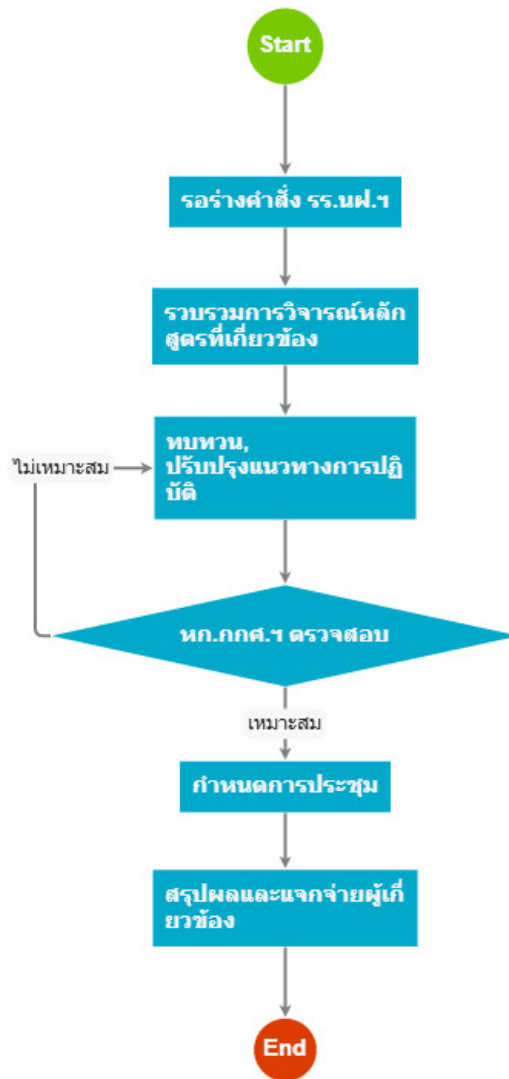 Start
รอร่างคำสั่ง รร.นฝ.ฯ
รวบรวมการวิจารณ์หลัก
สูตรที่เกี่ยวข้อง
ทบทวน,
ปรับปรุงแนวทางการปฏิ
บัติ
ไม่เหมาะสม
หก.กกศ.ฯ ตรวจสอบ
เหมาะสม
กำหนดการประชุม
สรุปผลและแจกจ่ายผู้เกี่
ยวข้อง
End